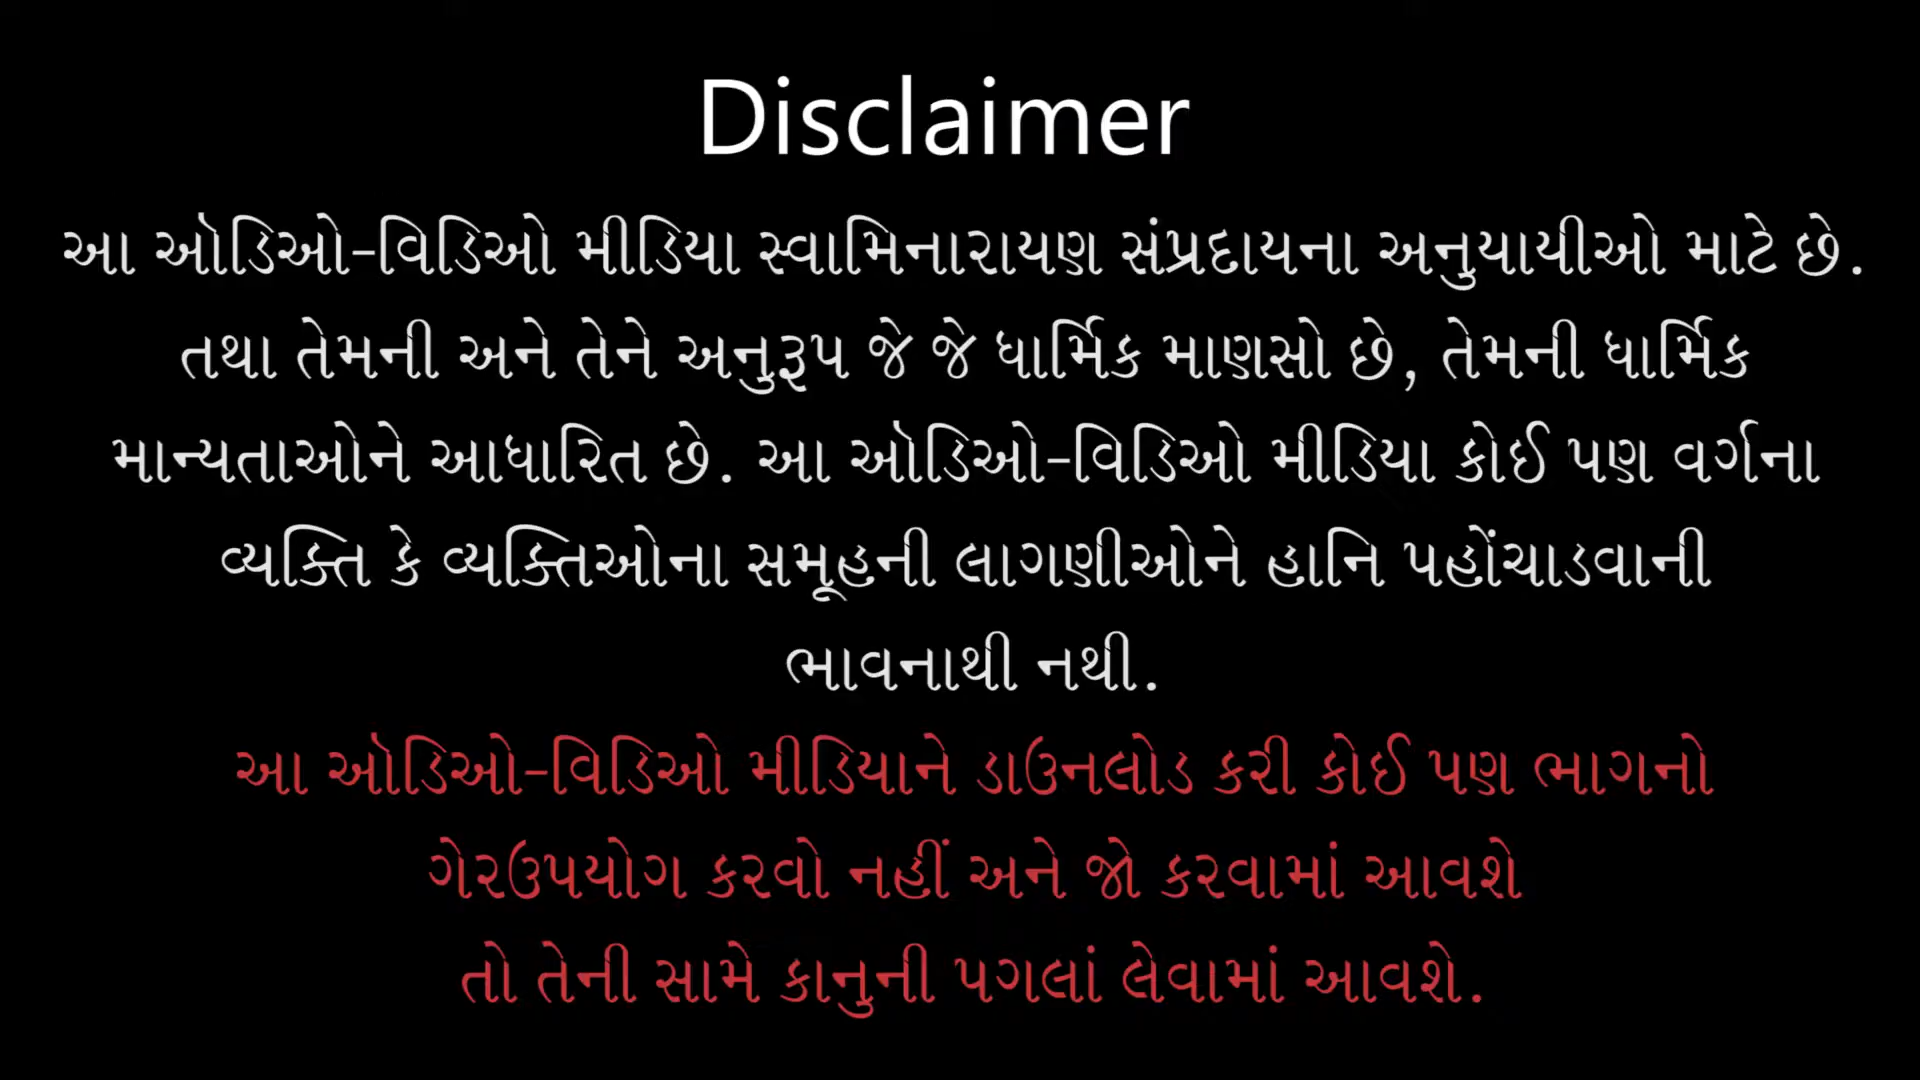 Disclaimer
આ ઑડિઓ-વિડિઓ મીડિયા સ્વામિનારાયણ સંપ્રદાયના અનુયાયીઓ માટે છે.
તથા તેમની અને તેને અનુરૂપ જે જે ધાર્મિક માણસો છે, તેમની ધાર્મિક
માન્યતાઓને આધારિત છે. આ ઑડિઓ-વિડિઓ મીડિયા કોઈ પણ વર્ગના
વ્યક્તિ કે વ્યક્તિઓના સમૂહની લાગણીઓને હાનિ પહોંચાડવાની
ભાવનાથી નથી.
આ ઑડિઓ-વિડિઓ મીડિયાને ડાઉનલોડ કરી કોઈ પણ ભાગનો
ગેરઉપયોગ કરવો નહીં અને જો કરવામાં આવશે
તો તેની સામે કાનુની પગલાં લેવામાં આવશે.